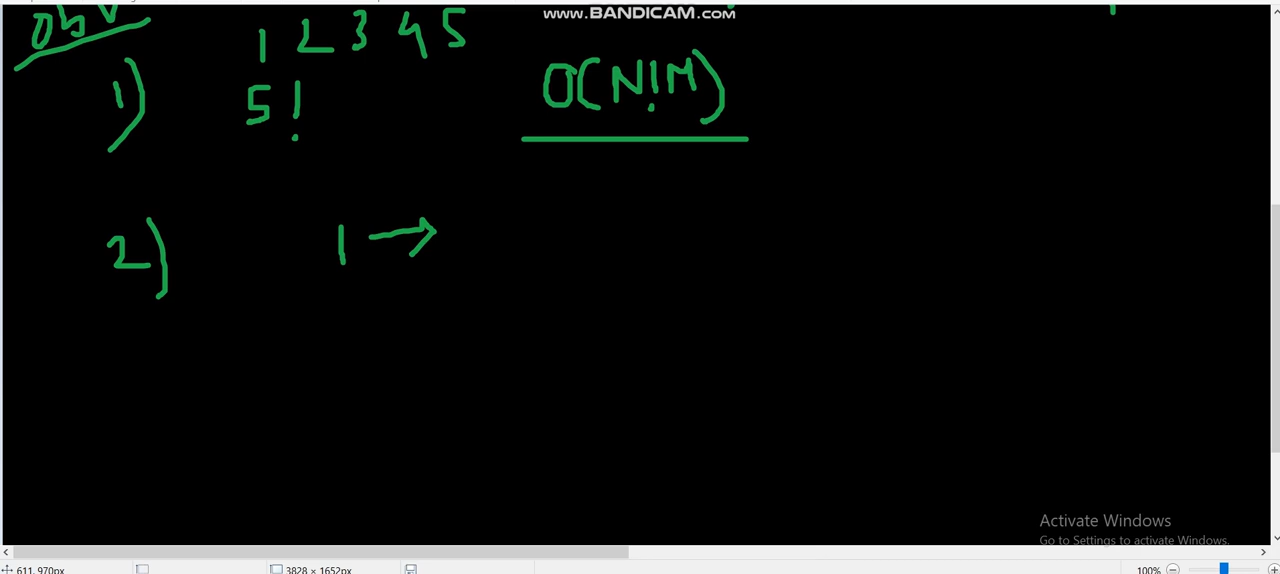 www.BANDICAM.com
obv
1 2 3 4 5
1) 5! O(N!M)
2) 1 →
Activate Windows
Go to Settings to activate Windows.
611, 970px 3828 × 1652px 100%